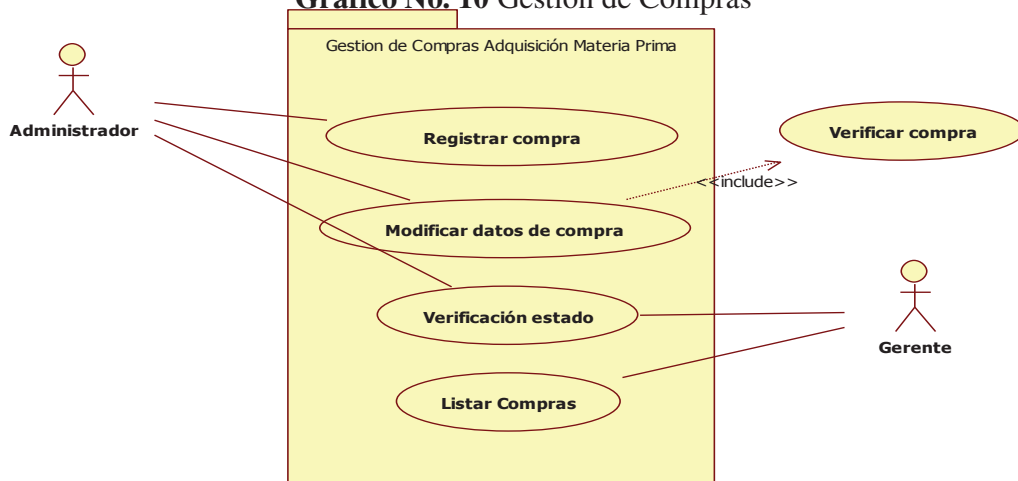 Gráfico No. 10 Gestión de Compras
Gestion de Compras Adquisición Materia Prima
Administrador
Registrar compra
Verificar compra
<<include>>
Modificar datos de compra
Verificación estado
Gerente
Listar Compras